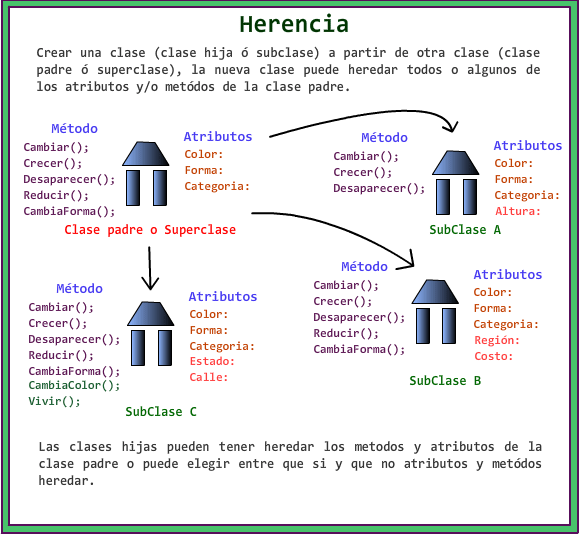 Herencia
Crear una clase (clase hija ó subclase) a partir de otra clase (clase
padre ó superclase), la nueva clase puede heredar todos o algunos de
los atributos y/o metódos de la clase padre.
Método
Cambiar();
Crecer();
Desaparecer();
Reducir();
CambiaForma();
Atributos
Color:
Forma:
Categoria:
Clase padre o Superclase
Método
Cambiar();
Crecer();
Desaparecer();
Atributos
Color:
Forma:
Categoria:
Altura:
SubClase A
Método
Cambiar();
Crecer();
Desaparecer();
Reducir();
CambiaForma();
CambiaColor();
Vivir();
Atributos
Color:
Forma:
Categoria:
Estado:
Calle:
SubClase C
Método
Cambiar();
Crecer();
Desaparecer();
Reducir();
CambiaForma();
Atributos
Color:
Forma:
Categoria:
Región:
Costo:
SubClase B
Las clases hijas pueden tener heredar los metodos y atributos de la
clase padre o puede elegir entre que si y que no atributos y metódos
heredar.